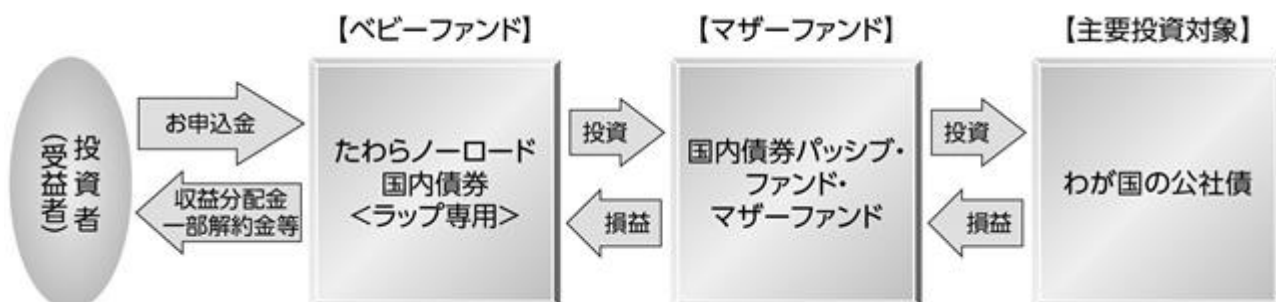 【ベビーファンド】
【マザーファンド】
【主要投資対象】
投資者
(受益者)
お申込金
収益分配金
一部解約金等
たわらノーロード
国内債券
<ラップ専用>
投資
損益
国内債券パッシブ・
ファンド・
マザーファンド
投資
損益
わが国の公社債